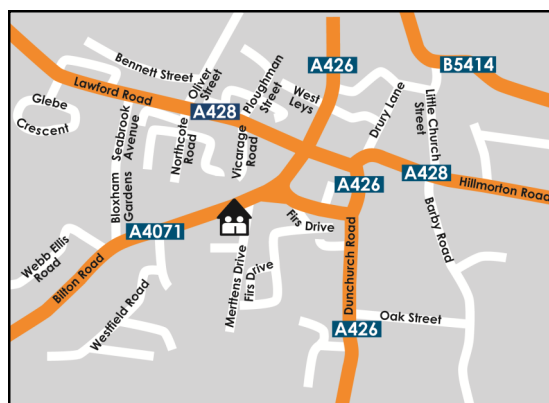 A426
B5414
Bennett Street
Oliver
Street
Ploughman
Street
West
Leys
Lawford Road
Glebe
Crescent
A428
Drury Lane
Little Church
Street
Seabrook
Avenue
Northcote
Road
Vicarage
Road
A426
A428
Hillmorton Road
Bloxham
Gardens
A4071
Firs Drive
Barby Road
Webb Ellis
Road
Bilton Road
Westfield Road
Merttens Drive
Firs Drive
Dunchurch Road
Oak Street
A426